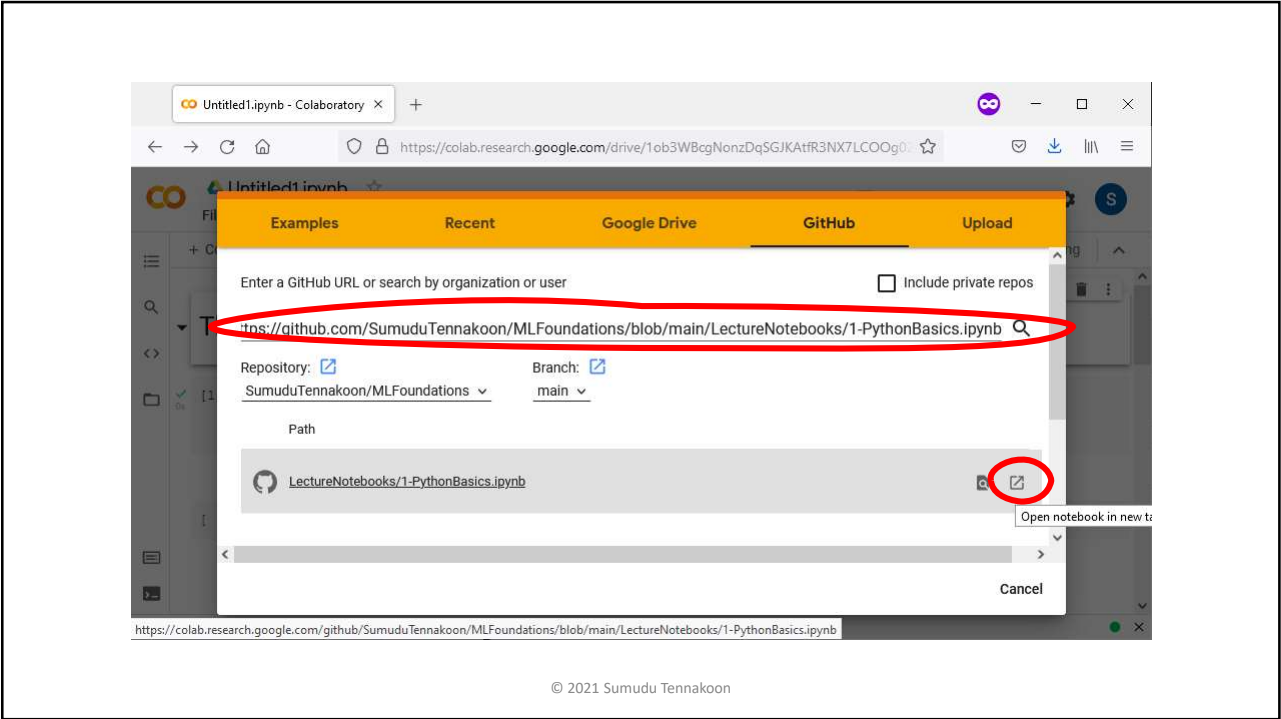 Untitled1.ipynb - Colaboratory
https://colab.research.google.com/drive/1ob3WBcgNonzDqSGJKAtfR3NX7LCOOg0
Untitled1.ipynb
S
Examples Recent Google Drive GitHub Upload
Enter a GitHub URL or search by organization or user
Include private repos
tps://github.com/SumuduTennakoon/MLFoundations/blob/main/LectureNotebooks/1-PythonBasics.ipynb
Repository: Branch:
SumuduTennakoon/MLFoundations main
Path
LectureNotebooks/1-PythonBasics.ipynb
Open notebook in new ta
Cancel
https://colab.research.google.com/github/SumuduTennakoon/MLFoundations/blob/main/LectureNotebooks/1-PythonBasics.ipynb
© 2021 Sumudu Tennakoon